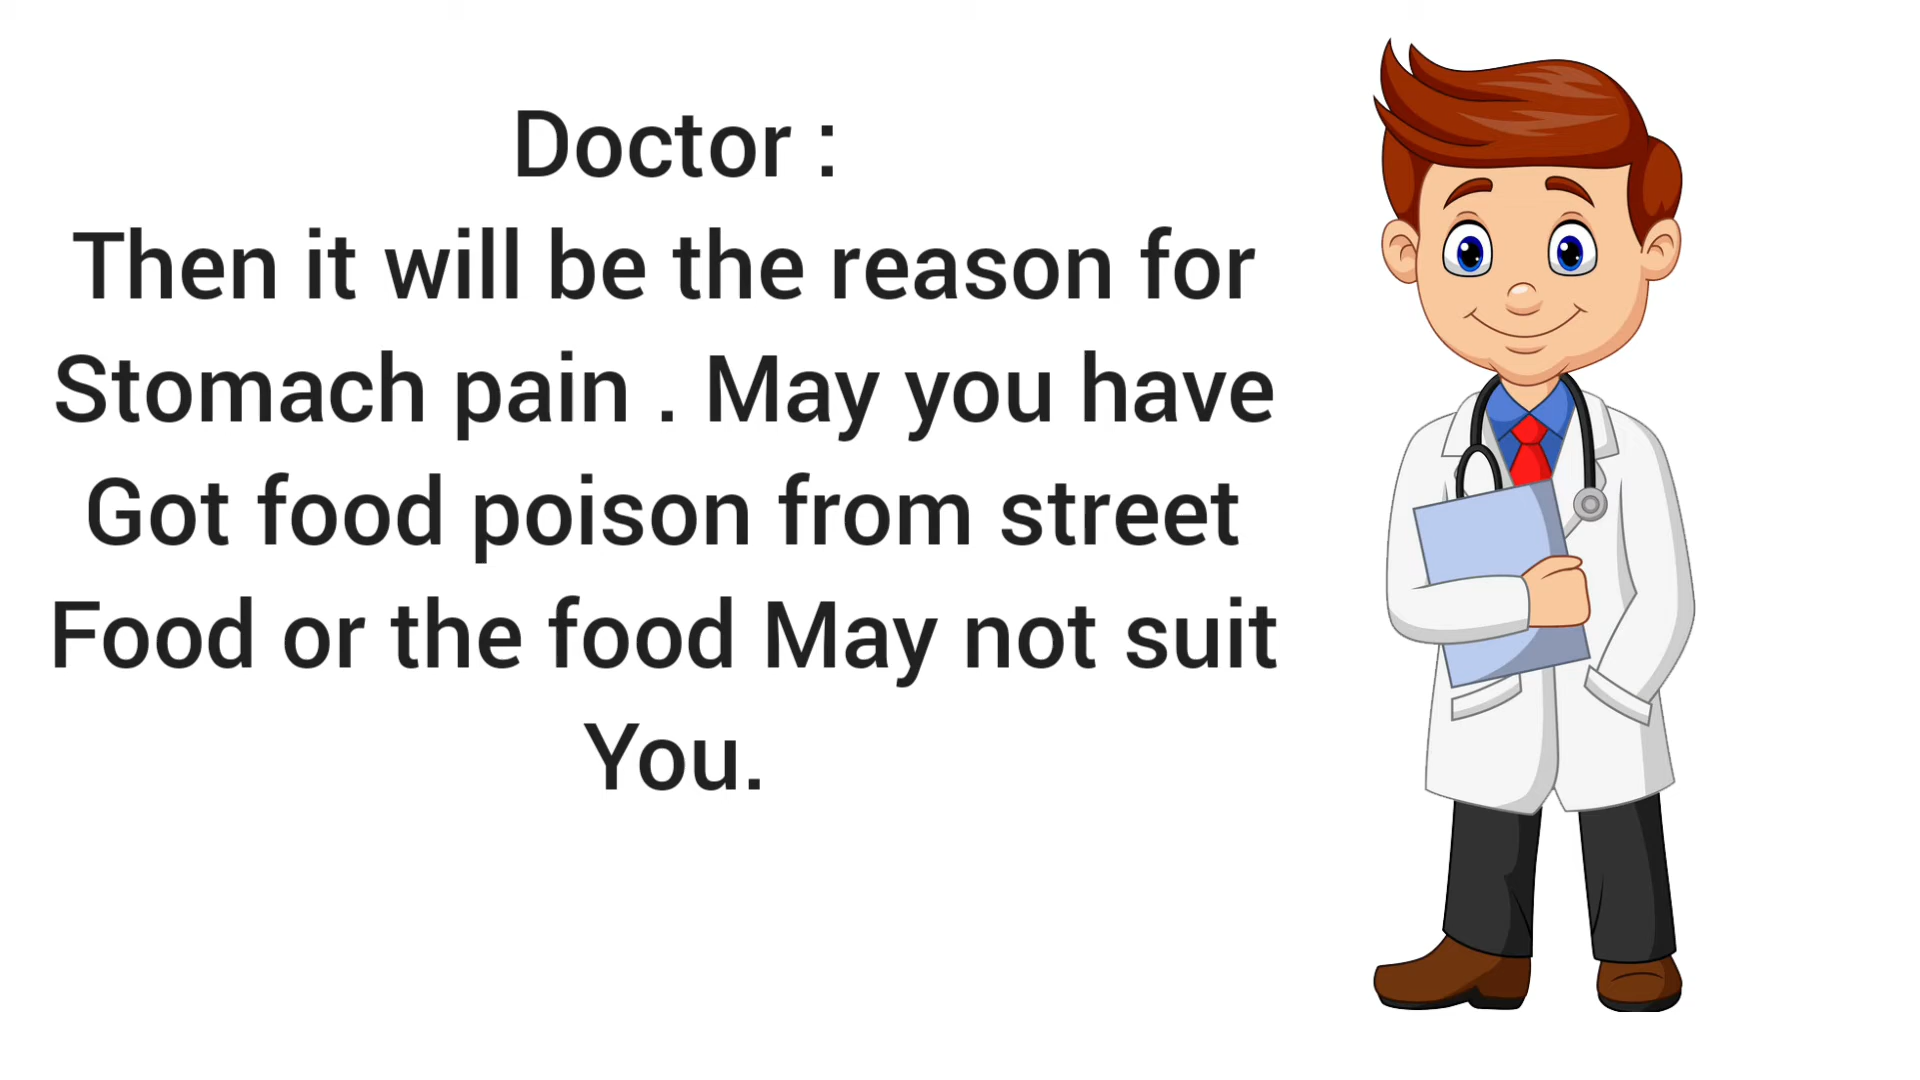 Doctor :
Then it will be the reason for
Stomach pain . May you have
Got food poison from street
Food or the food May not suit
You.